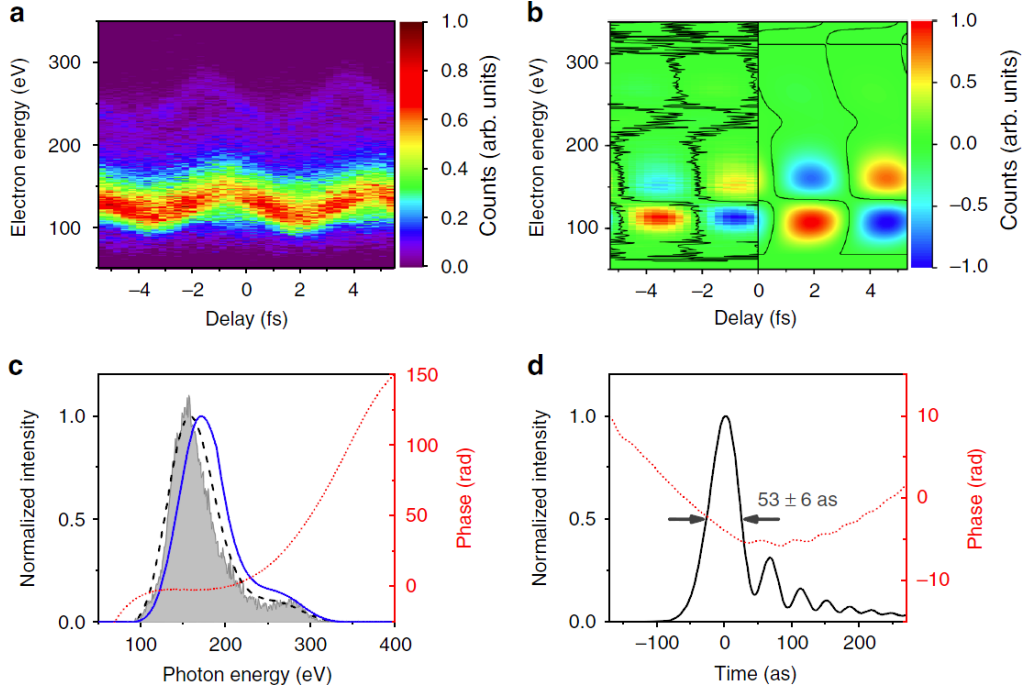 a
300
200
100
Electron energy (eV)
−4
−2
0
2
4
Delay (fs)
1.0
0.8
0.6
0.4
0.2
0.0
Counts (arb. units)
b
300
200
100
Electron energy (eV)
−4
−2
0
2
4
Delay (fs)
1.0
0.5
0.0
−0.5
−1.0
Counts (arb. units)
c
1.0
0.5
0.0
Normalized intensity
100
200
300
400
Photon energy (eV)
150
100
50
0
Phase (rad)
d
1.0
0.5
0.0
Normalized intensity
53 ± 6 as
−100
0
100
200
Time (as)
10
0
−10
Phase (rad)